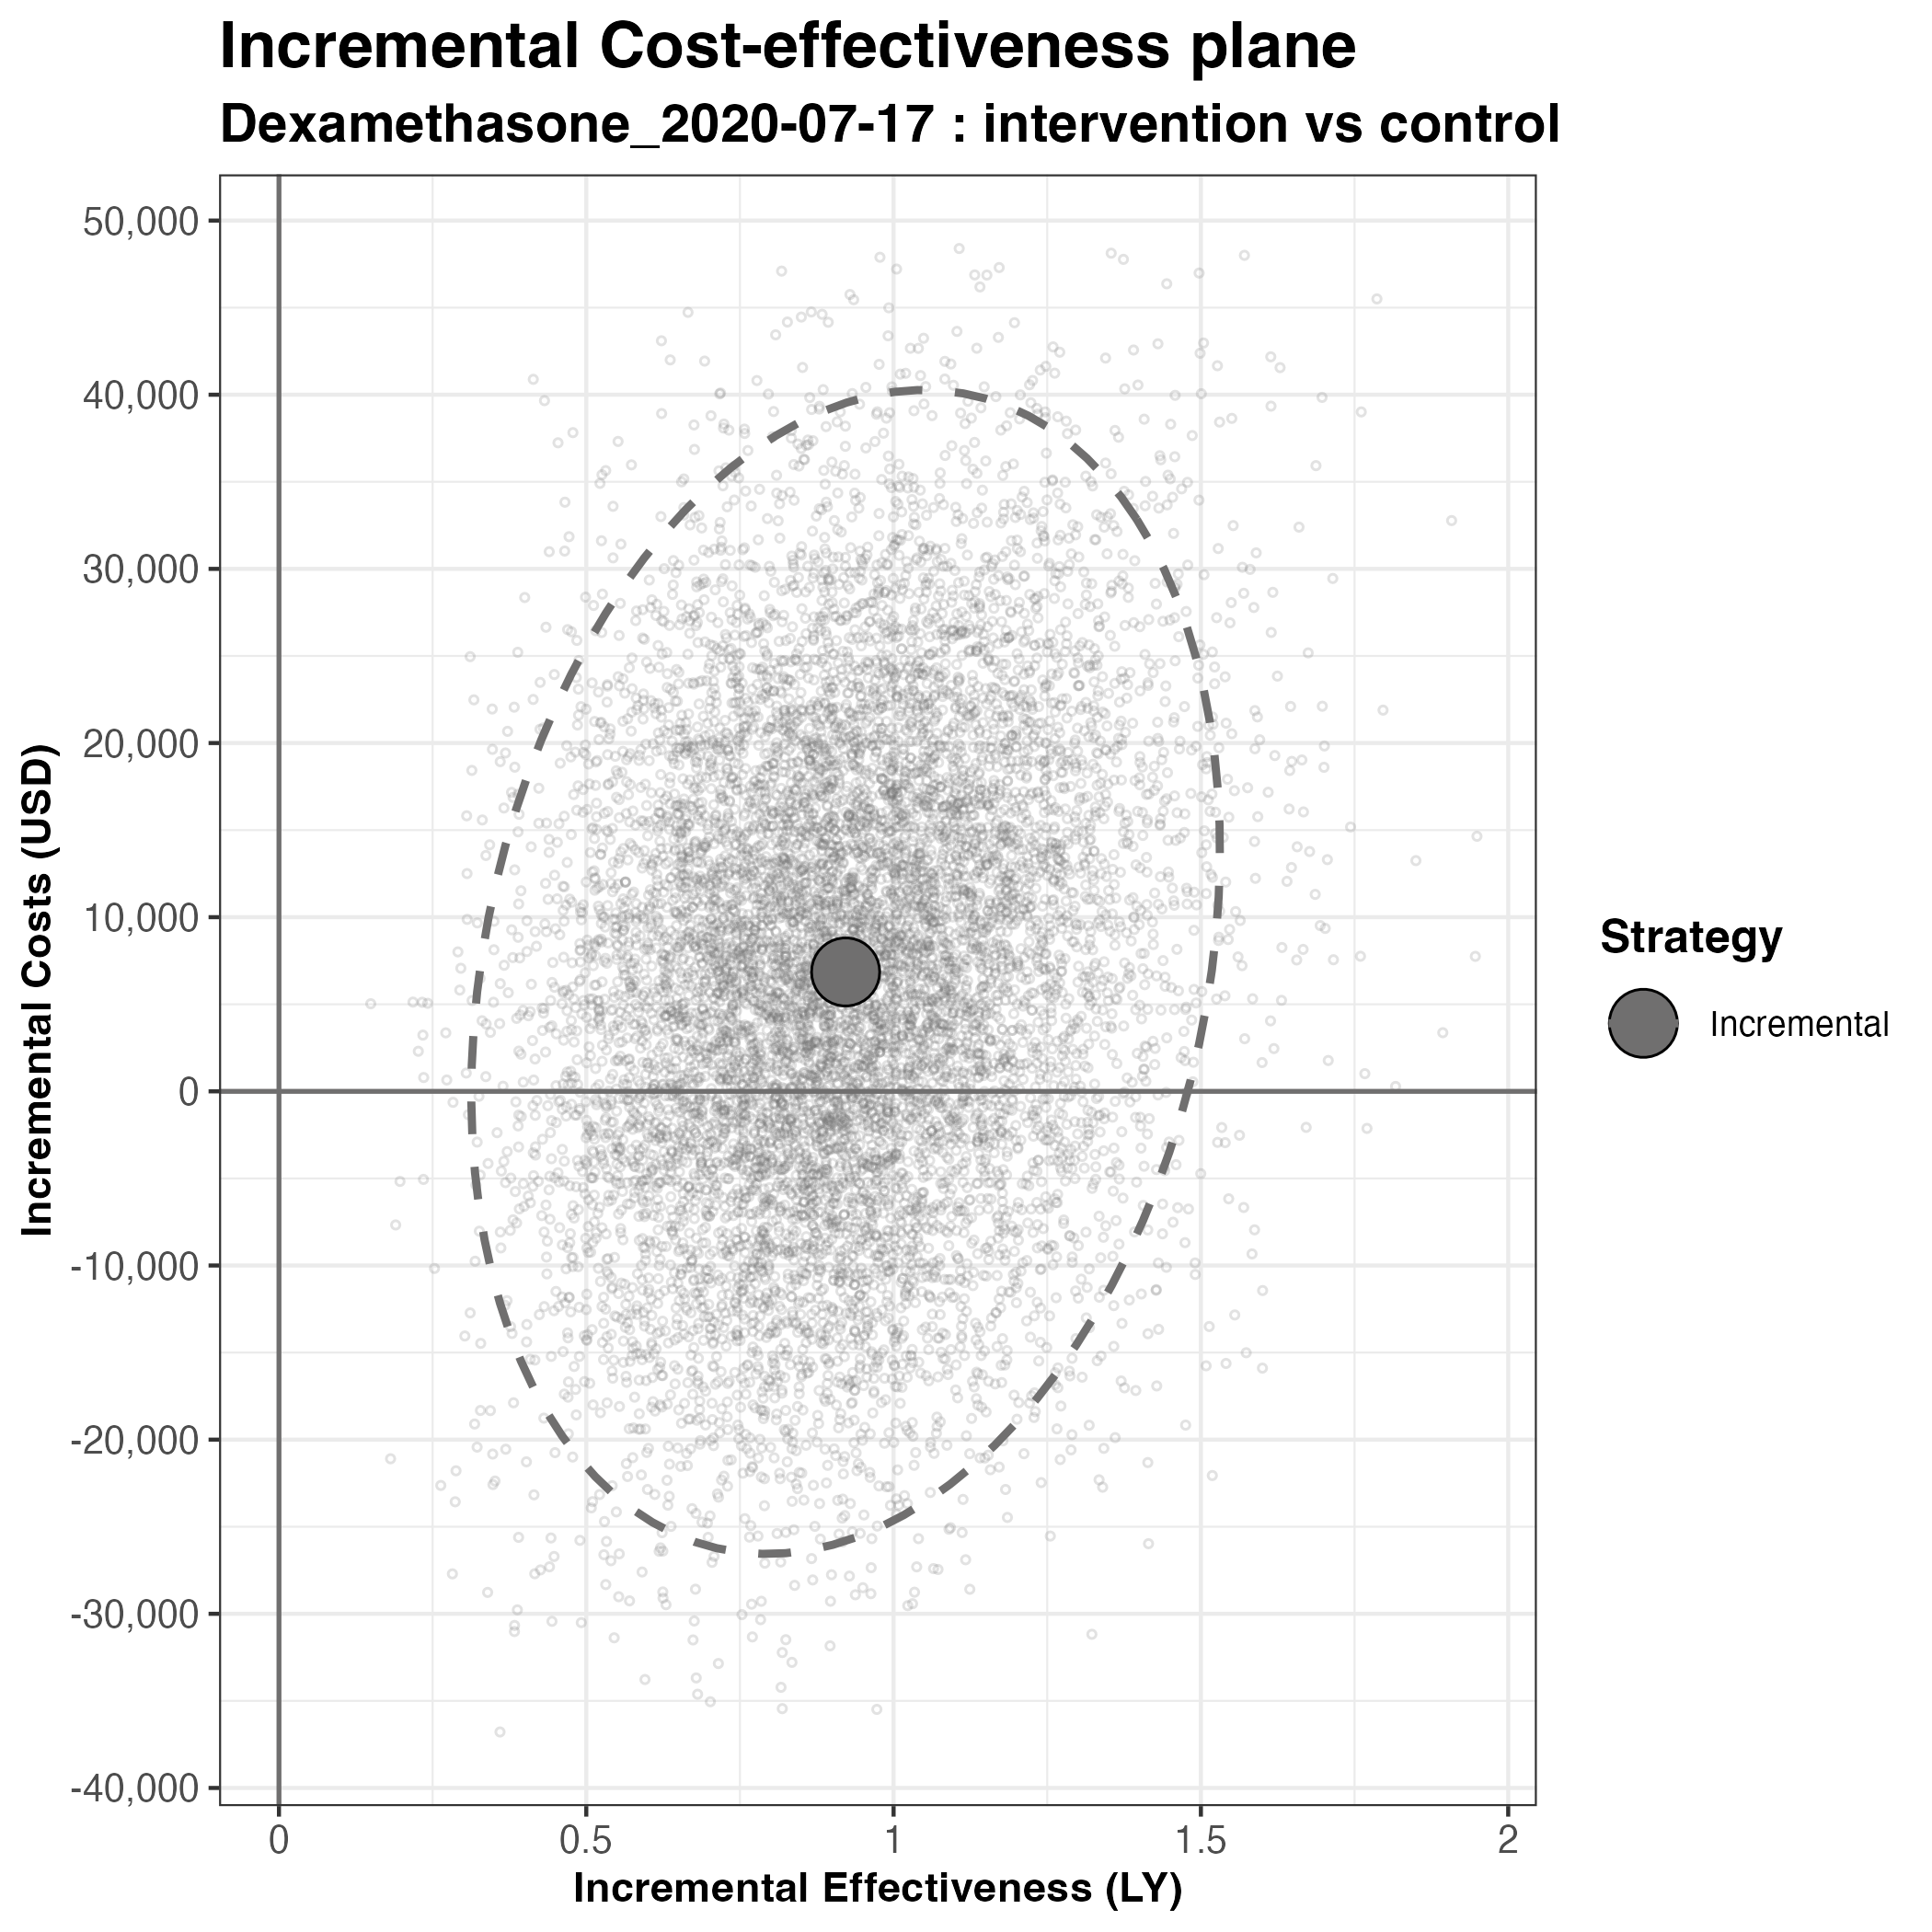 Incremental Cost-effectiveness plane
Dexamethasone_2020-07-17 : intervention vs control
50,000
40,000
30,000
20,000
10,000
0
-10,000
-20,000
-30,000
-40,000
Incremental Costs (USD)
0
0.5
1
1.5
2
Incremental Effectiveness (LY)
Strategy
Incremental